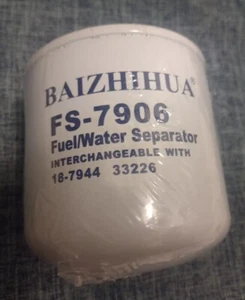 BAIZHIHUA®
FS-7906
Fuel/Water Separator
INTERCHANGEABLE WITH
18-7944 33226